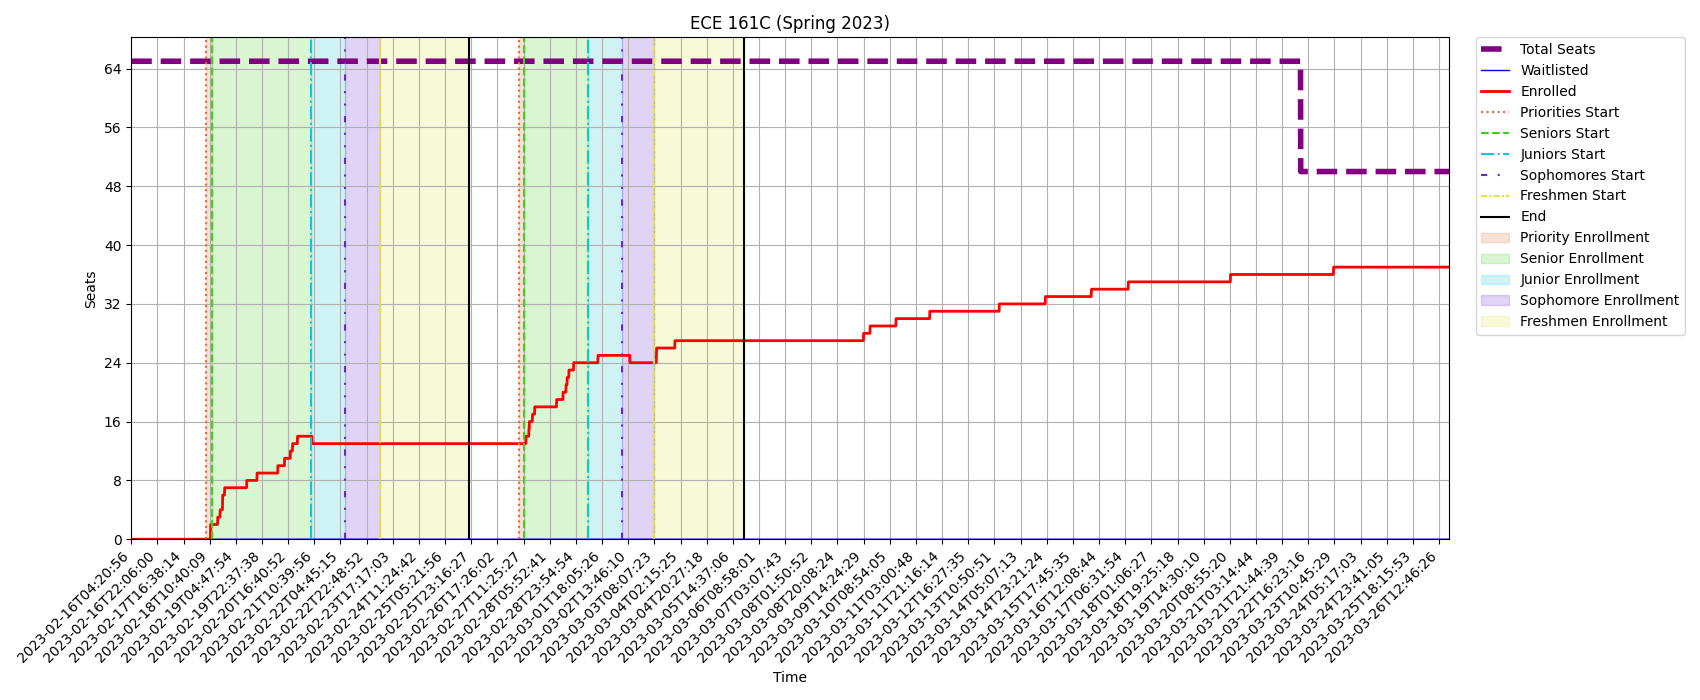 ECE 161C (Spring 2023)
Seats
64
56
48
40
32
24
16
8
0
2023-02-16T04:20:56
2023-02-16T22:06:00
2023-02-17T16:38:14
2023-02-18T10:40:09
2023-02-19T04:47:54
2023-02-19T22:37:38
2023-02-20T16:40:52
2023-02-21T10:39:56
2023-02-22T04:45:15
2023-02-22T22:48:52
2023-02-23T17:17:03
2023-02-24T11:24:42
2023-02-25T05:21:56
2023-02-25T23:16:27
2023-02-26T17:26:02
2023-02-27T11:25:27
2023-02-28T05:52:41
2023-02-28T23:54:54
2023-03-01T18:05:26
2023-03-02T13:46:10
2023-03-03T08:07:23
2023-03-04T02:15:25
2023-03-04T20:27:18
2023-03-05T14:37:06
2023-03-06T08:58:01
2023-03-07T03:07:43
2023-03-08T01:50:52
2023-03-08T20:08:24
2023-03-09T14:24:29
2023-03-10T08:54:05
2023-03-11T03:00:48
2023-03-11T21:16:14
2023-03-12T16:27:35
2023-03-13T10:50:51
2023-03-14T05:07:13
2023-03-14T23:21:24
2023-03-15T17:45:35
2023-03-16T12:08:44
2023-03-17T06:31:54
2023-03-18T01:06:27
2023-03-18T19:25:18
2023-03-19T14:30:10
2023-03-20T08:55:20
2023-03-21T03:14:44
2023-03-21T21:44:39
2023-03-22T16:23:16
2023-03-23T10:45:29
2023-03-24T05:17:03
2023-03-24T23:41:05
2023-03-25T18:15:53
2023-03-26T12:46:26
Time
Total Seats
Waitlisted
Enrolled
Priorities Start
Seniors Start
Juniors Start
Sophomores Start
Freshmen Start
End
Priority Enrollment
Senior Enrollment
Junior Enrollment
Sophomore Enrollment
Freshmen Enrollment